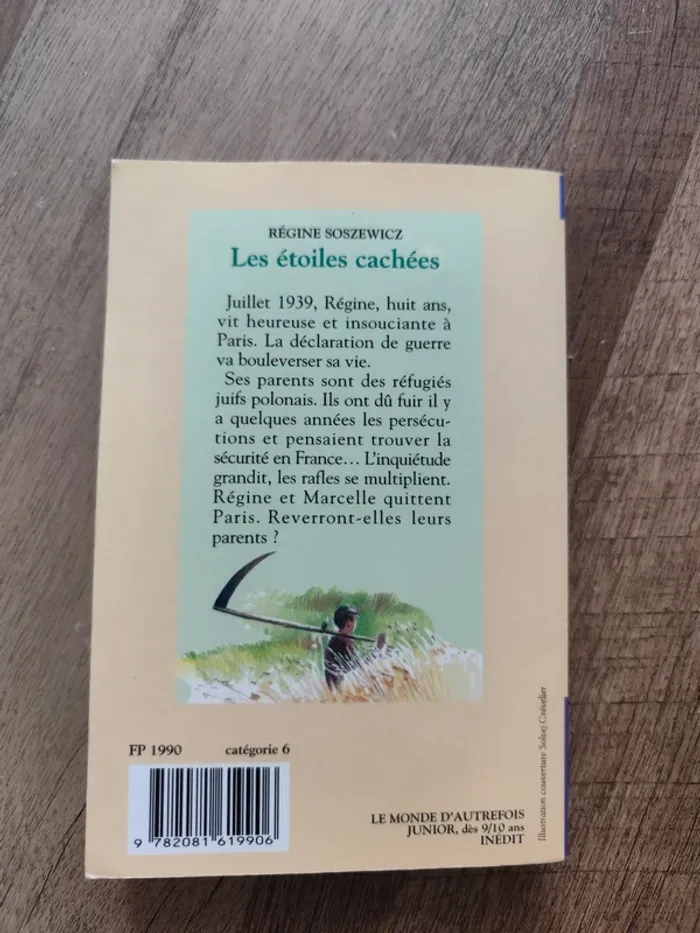 RÉGINE SOSZEWICZ
Les étoiles cachées
Juillet 1939, Régine, huit ans,
vit heureuse et insouciante à
Paris. La déclaration de guerre
va bouleverser sa vie.
Ses parents sont des réfugiés
juifs polonais. Ils ont dû fuir il y
a quelques années les persécu-
tions et pensaient trouver la
sécurité en France... L'inquiétude
grandit, les rafles se multiplient.
Régine et Marcelle quittent
Paris. Reverront-elles leurs
parents ?
FP 1990 catégorie 6
9 782081 619906
LE MONDE D'AUTREFOIS
JUNIOR, dès 9/10 ans
INÉDIT
Illustration couverture Solvej Crévelier